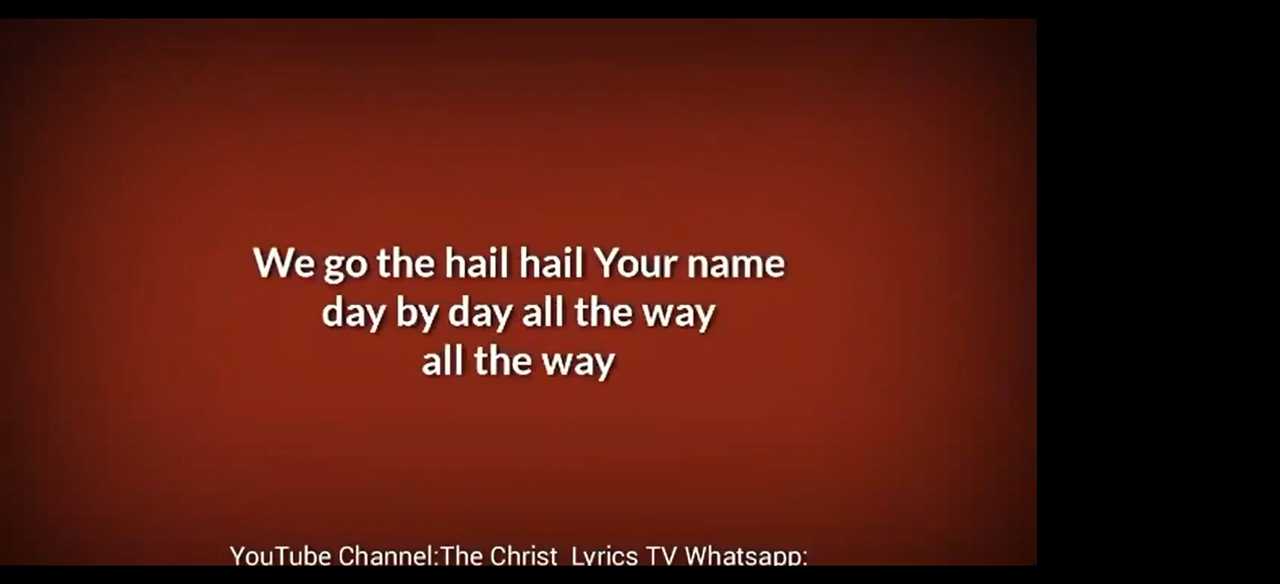 We go the hail hail Your name
day by day all the way
all the way
YouTube Channel:The Christ Lyrics TV Whatsapp: